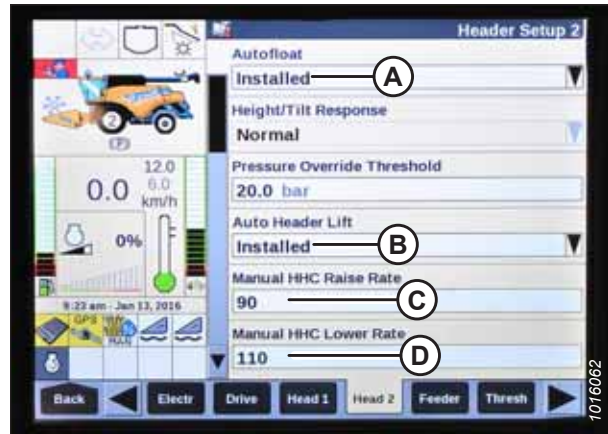 Header Setup 2
Autofloat
Installed
A
Height/Tilt Response
Normal
Pressure Override Threshold
20.0 bar
Auto Header Lift
Installed
B
Manual HHC Raise Rate
90
C
Manual HHC Lower Rate
110
D
2
(P)
0.0
12.0
6.0
km/h
0%
9:23 am - Jan 13, 2016
GPS
Back
Electr
Drive
Head 1
Head 2
Feeder
Thresh
1016062